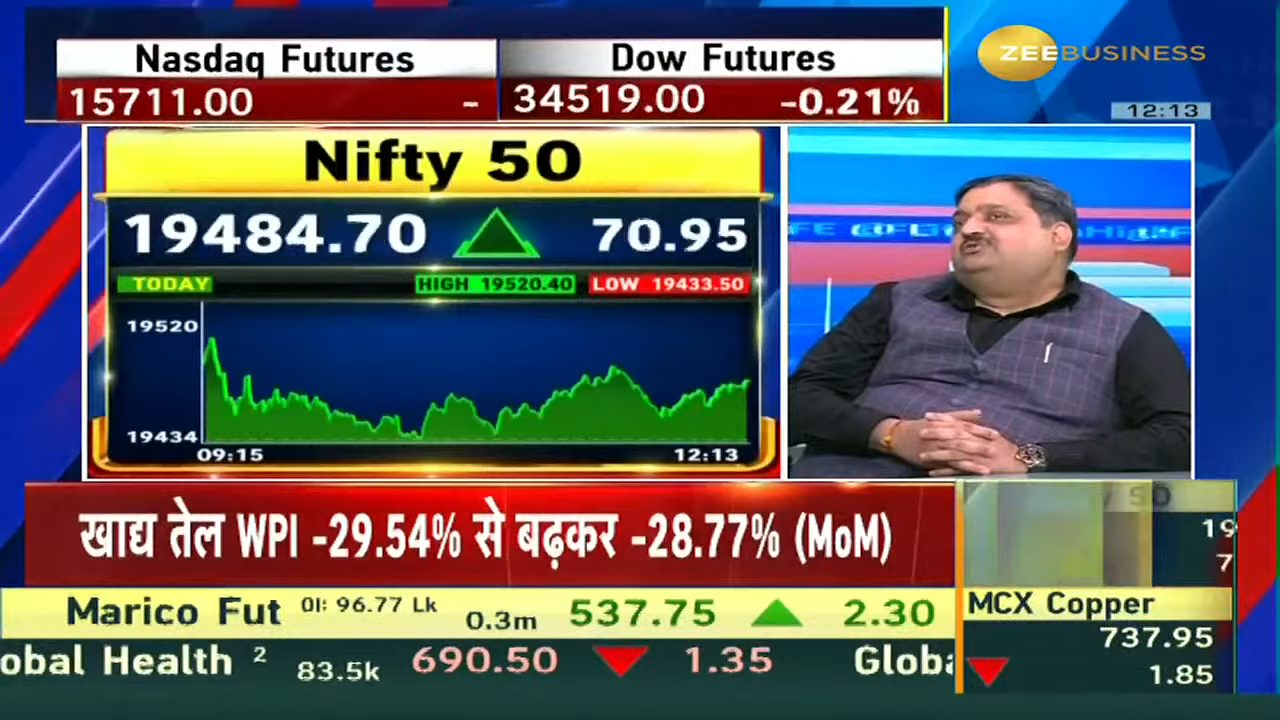 Nasdaq Futures
15711.00 -
Dow Futures
34519.00 -0.21%
ZEEBUSINESS
12:13
Nifty 50
19484.70 70.95
TODAY HIGH 19520.40 LOW 19433.50
19520
19434
09:15 12:13
खाद्य तेल WPI -29.54% से बढ़कर -28.77% (MoM)
Marico Fut OI: 96.77 Lk 0.3m 537.75 2.30
obal Health 2 83.5k 690.50 1.35 Globa
50
19
7
MCX Copper
737.95
1.85